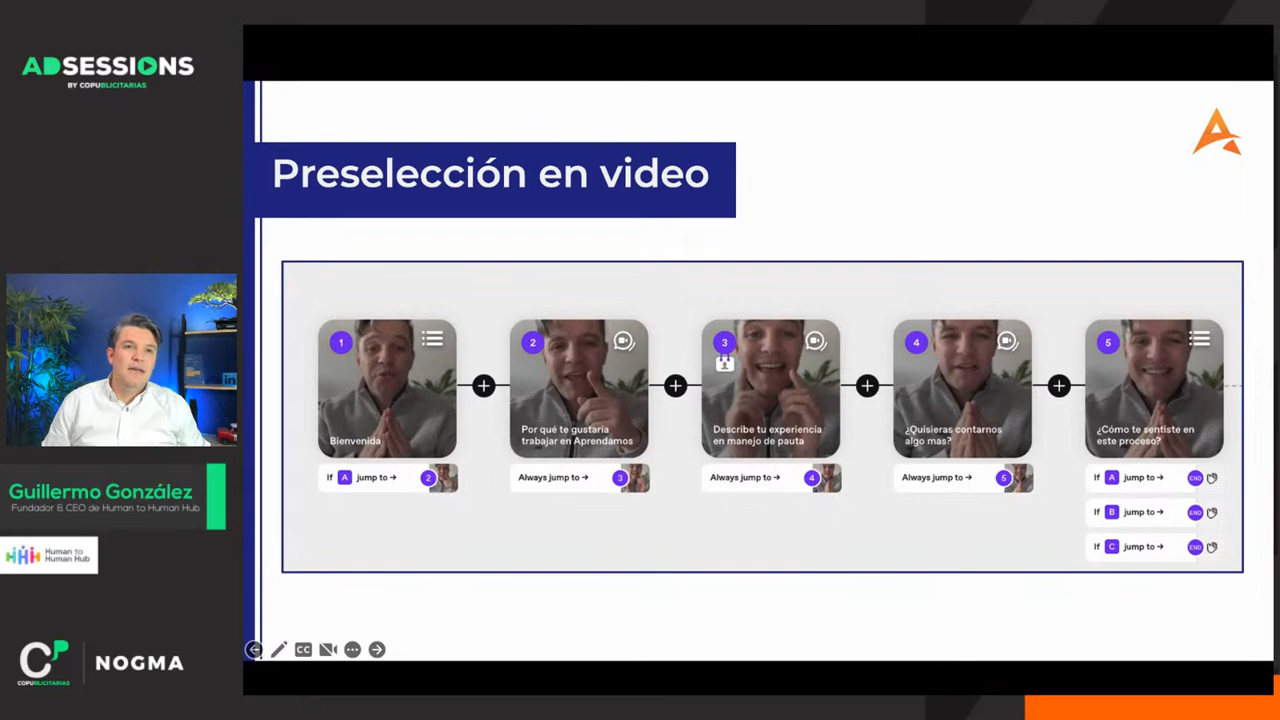 ADSESSIONS
BY COPUBLICITARIAS
Preselección en video
1
Bienvenida
If A jump to → 2
2
Por qué te gustaría
trabajar en Aprendamos
Always jump to → 3
3
Describe tu experiencia
en manejo de pauta
Always jump to → 4
4
¿Quisieras contarnos
algo mas?
Always jump to → 5
5
¿Cómo te sentiste en
este proceso?
If A jump to → END
If B jump to → END
If C jump to → END
Guillermo González
Fundador & CEO de Human to Human Hub
Human to
Human Hub
CP
COPUBLICITARIAS
NOGMA
CC